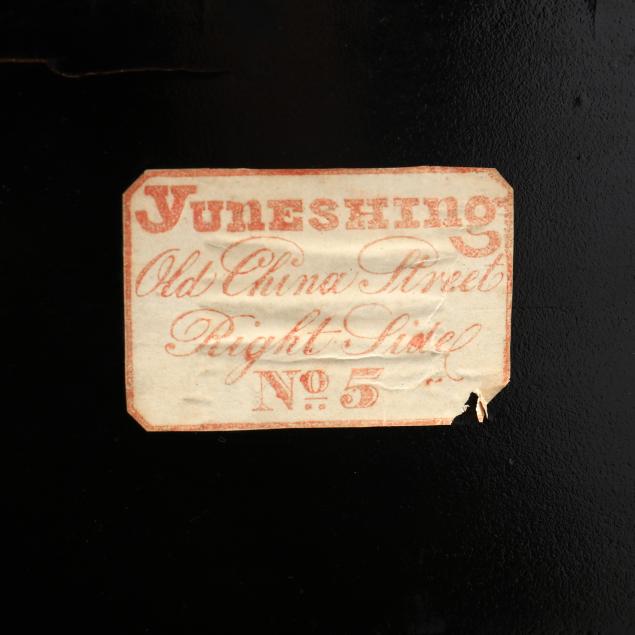 YUNESHING
Old China Street
Right Side
No 5